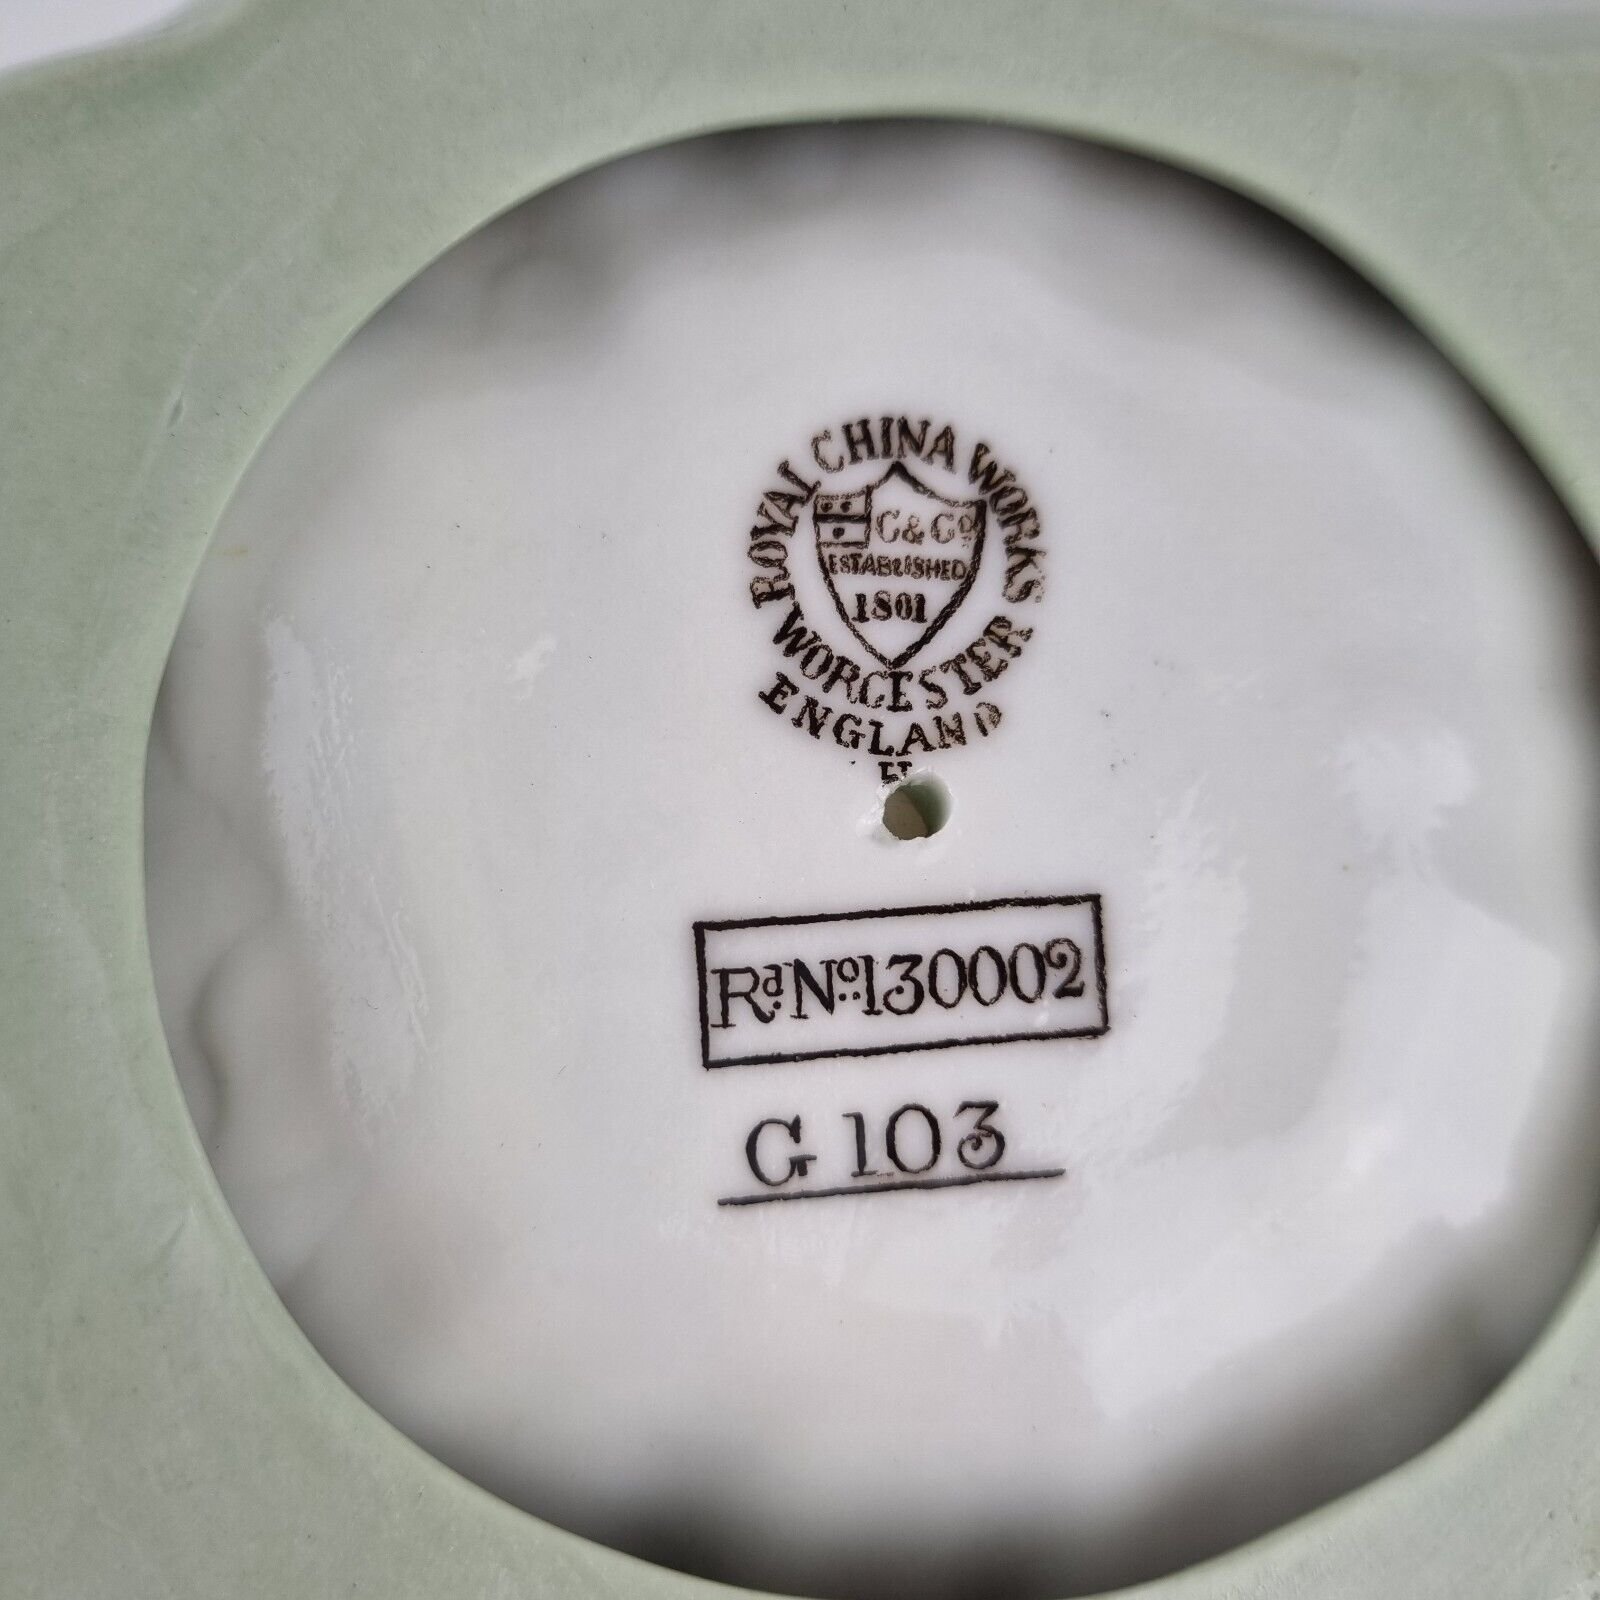 ROYAL CHINA WORKS
G & Co
ESTABLISHED
1801
WORCESTER
ENGLAND
Rd. No. 130002
G 103